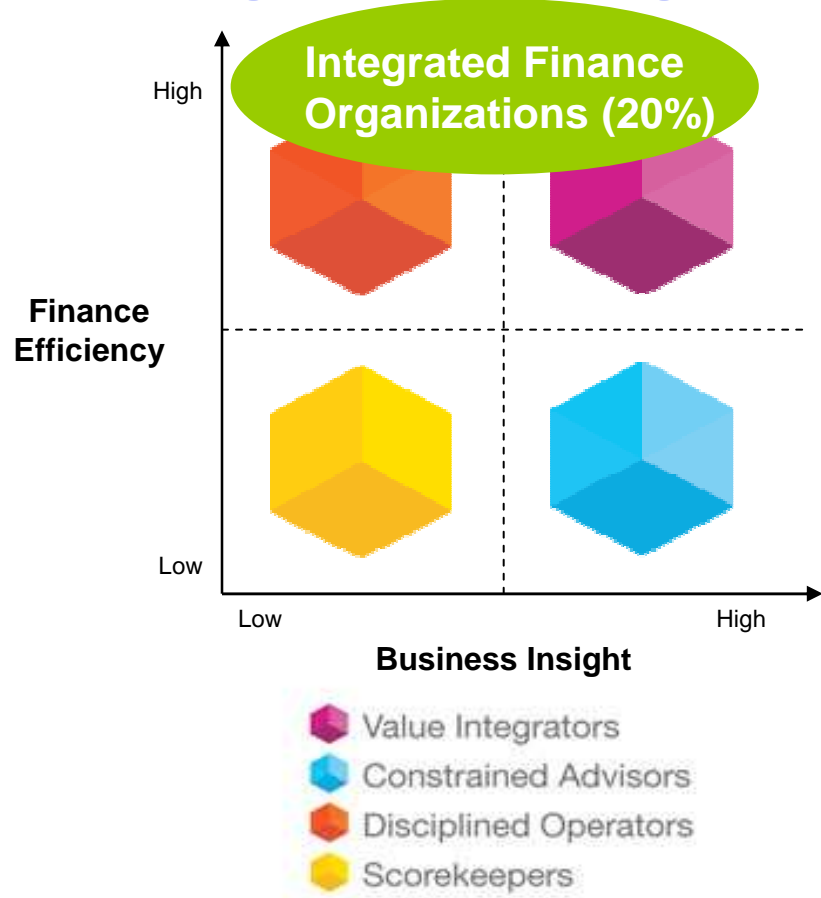 Integrated Finance
Organizations (20%)
High
Finance
Efficiency
Low
Low
High
Business Insight
Value Integrators
Constrained Advisors
Disciplined Operators
Scorekeepers